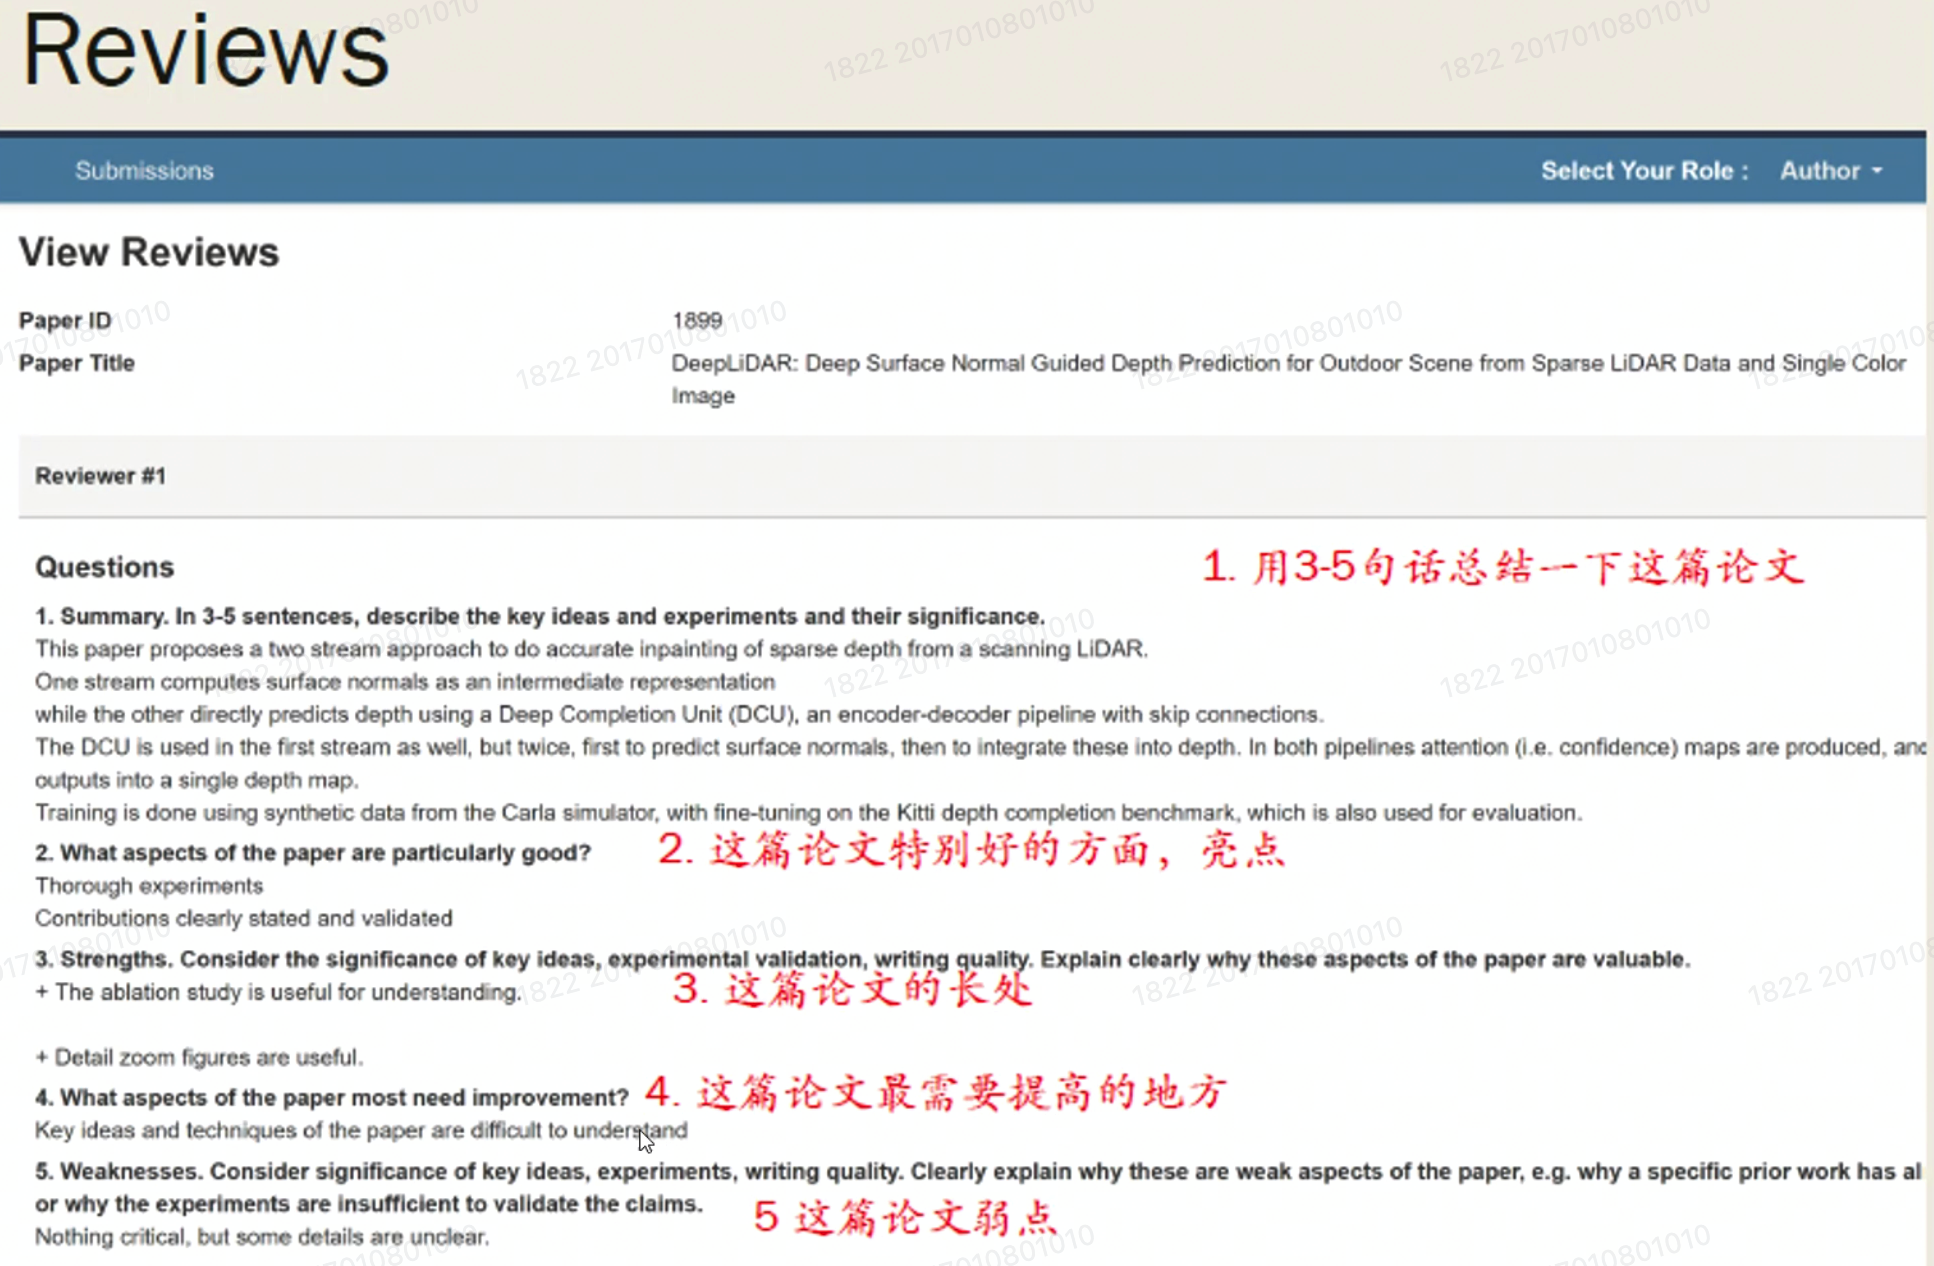 Reviews
Submissions
Select Your Role :
Author
View Reviews
Paper ID
1899
Paper Title
DeepLiDAR: Deep Surface Normal Guided Depth Prediction for Outdoor Scene from Sparse LiDAR Data and Single Color
Image
Reviewer #1
Questions
1. 用3-5句话总结一下这篇论文
1. Summary. In 3-5 sentences, describe the key ideas and experiments and their significance.
This paper proposes a two stream approach to do accurate inpainting of sparse depth from a scanning LiDAR.
One stream computes surface normals as an intermediate representation
while the other directly predicts depth using a Deep Completion Unit (DCU), an encoder-decoder pipeline with skip connections.
The DCU is used in the first stream as well, but twice, first to predict surface normals, then to integrate these into depth. In both pipelines attention (i.e. confidence) maps are produced, and
outputs into a single depth map.
Training is done using synthetic data from the Carla simulator, with fine-tuning on the Kitti depth completion benchmark, which is also used for evaluation.
2. What aspects of the paper are particularly good?
2. 这篇论文特别好的方面，亮点
Thorough experiments
Contributions clearly stated and validated
3. Strengths. Consider the significance of key ideas, experimental validation, writing quality. Explain clearly why these aspects of the paper are valuable.
+ The ablation study is useful for understanding.
3. 这篇论文的长处
+ Detail zoom figures are useful.
4. What aspects of the paper most need improvement?
4. 这篇论文最需要提高的地方
Key ideas and techniques of the paper are difficult to understand
5. Weaknesses. Consider significance of key ideas, experiments, writing quality. Clearly explain why these are weak aspects of the paper, e.g. why a specific prior work has al
or why the experiments are insufficient to validate the claims.
5 这篇论文弱点
Nothing critical, but some details are unclear.
1822 201701080​1010